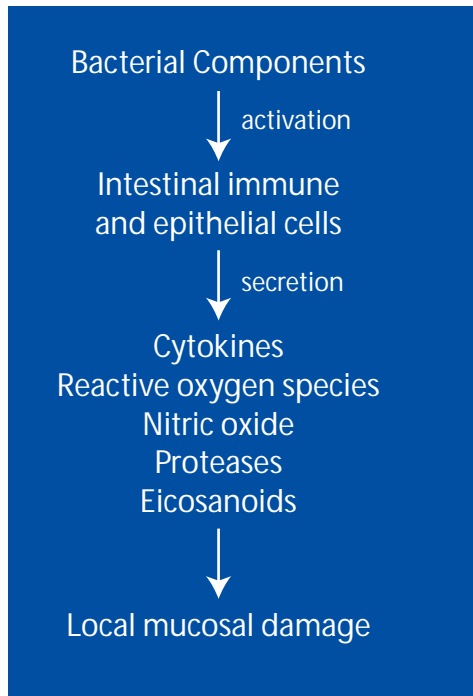 Bacterial Components
activation
Intestinal immune
and epithelial cells
secretion
Cytokines
Reactive oxygen species
Nitric oxide
Proteases
Eicosanoids
Local mucosal damage